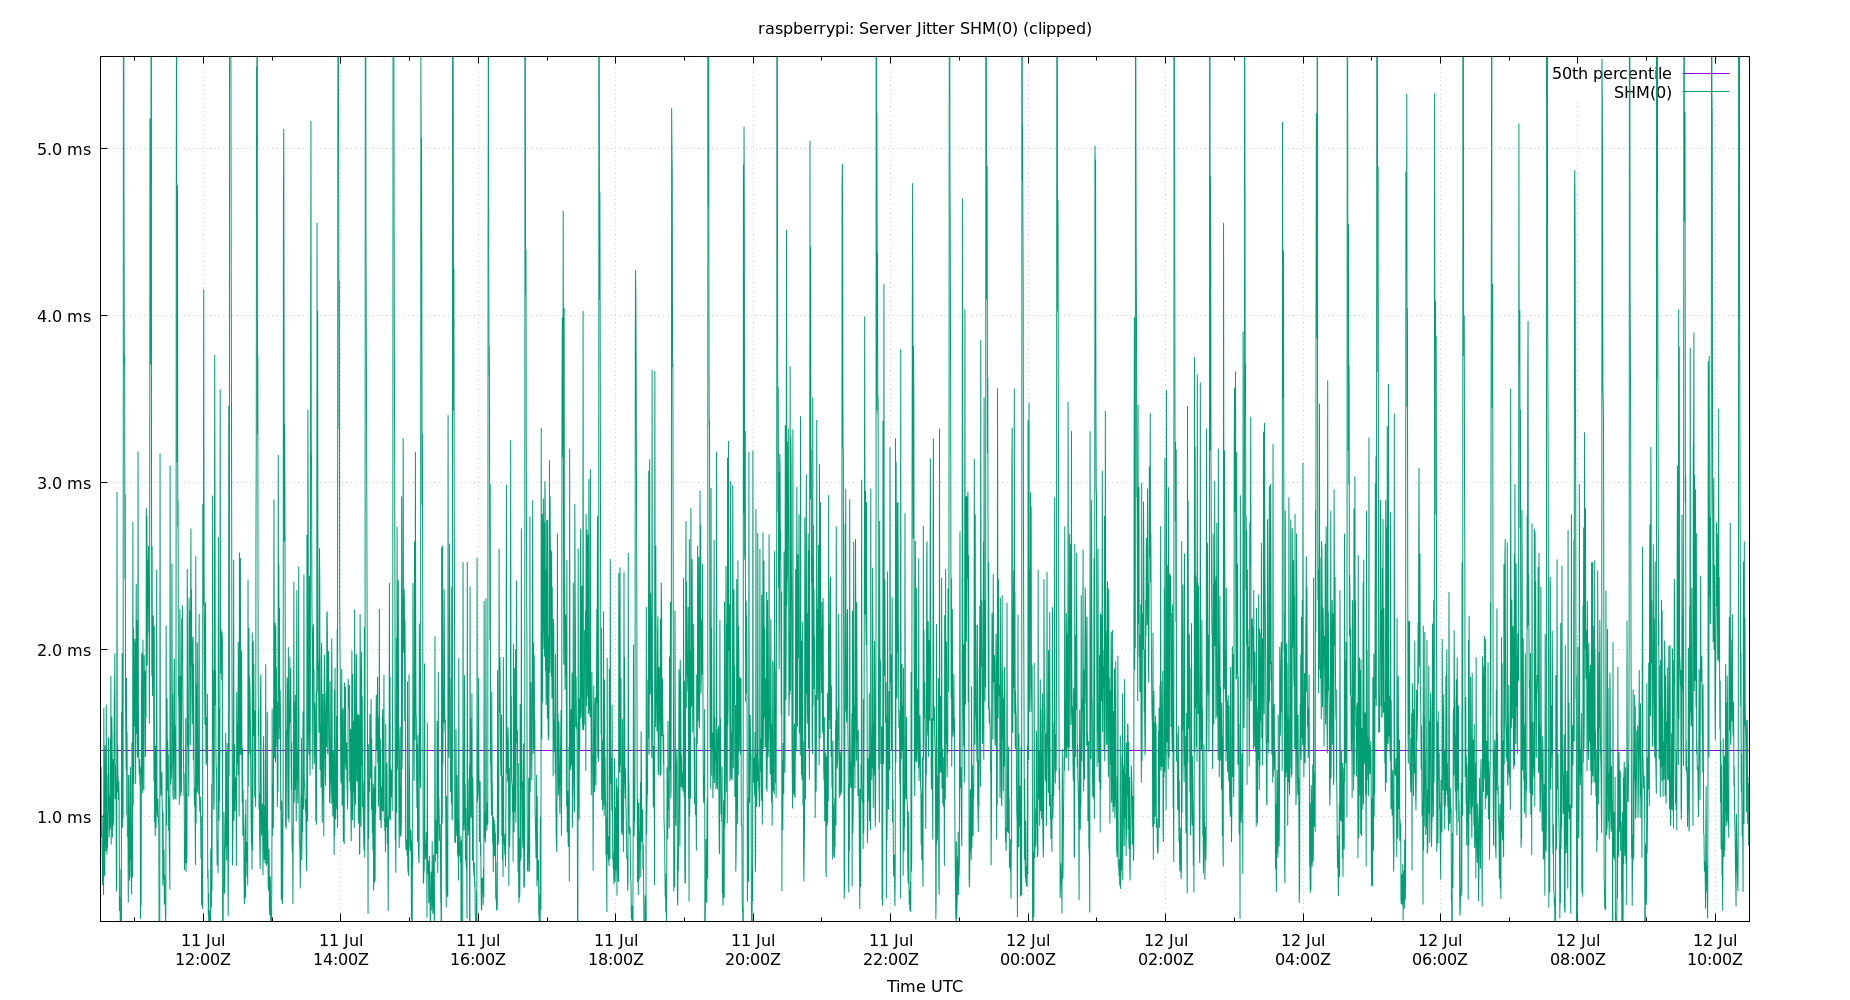 raspberrypi: Server Jitter SHM(0) (clipped)
50th percentile
SHM(0)
5.0 ms
4.0 ms
3.0 ms
2.0 ms
1.0 ms
11 Jul 11 Jul 11 Jul 11 Jul 11 Jul 11 Jul 12 Jul 12 Jul 12 Jul 12 Jul 12 Jul 12 Jul
12:00Z 14:00Z 16:00Z 18:00Z 20:00Z 22:00Z 00:00Z 02:00Z 04:00Z 06:00Z 08:00Z 10:00Z
Time UTC